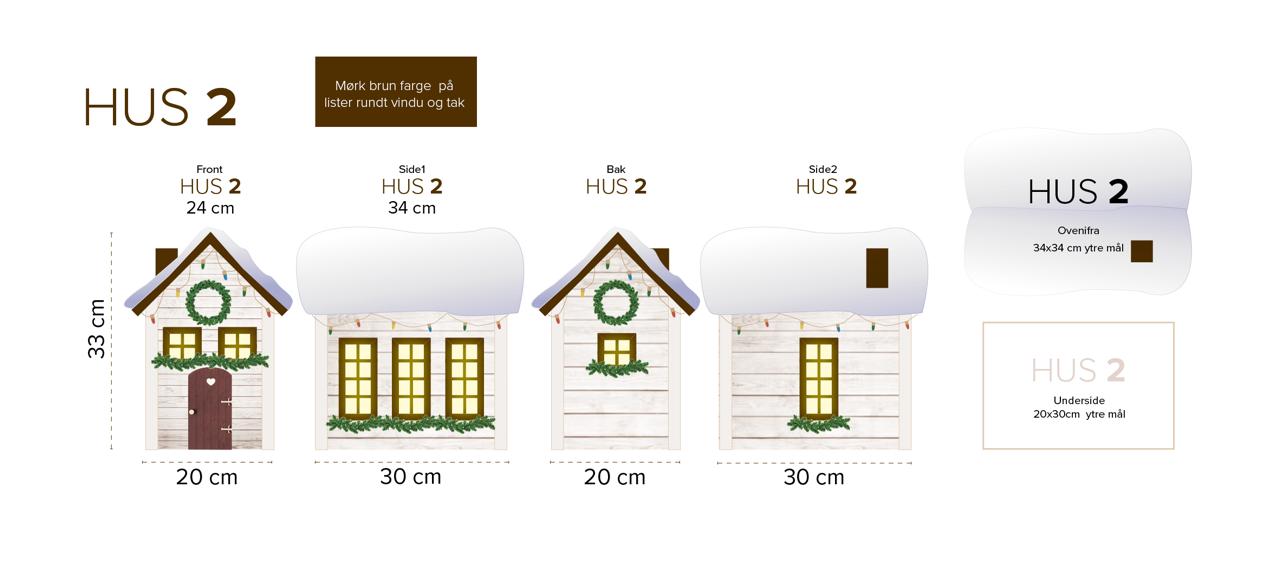 HUS 2
Mørk brun farge på
lister rundt vindu og tak
Front
HUS 2
24 cm
Side1
HUS 2
34 cm
Bak
HUS 2
Side2
HUS 2
33 cm
20 cm
30 cm
20 cm
30 cm
HUS 2
Ovenifra
34x34 cm ytre mål
HUS 2
Underside
20x30cm ytre mål